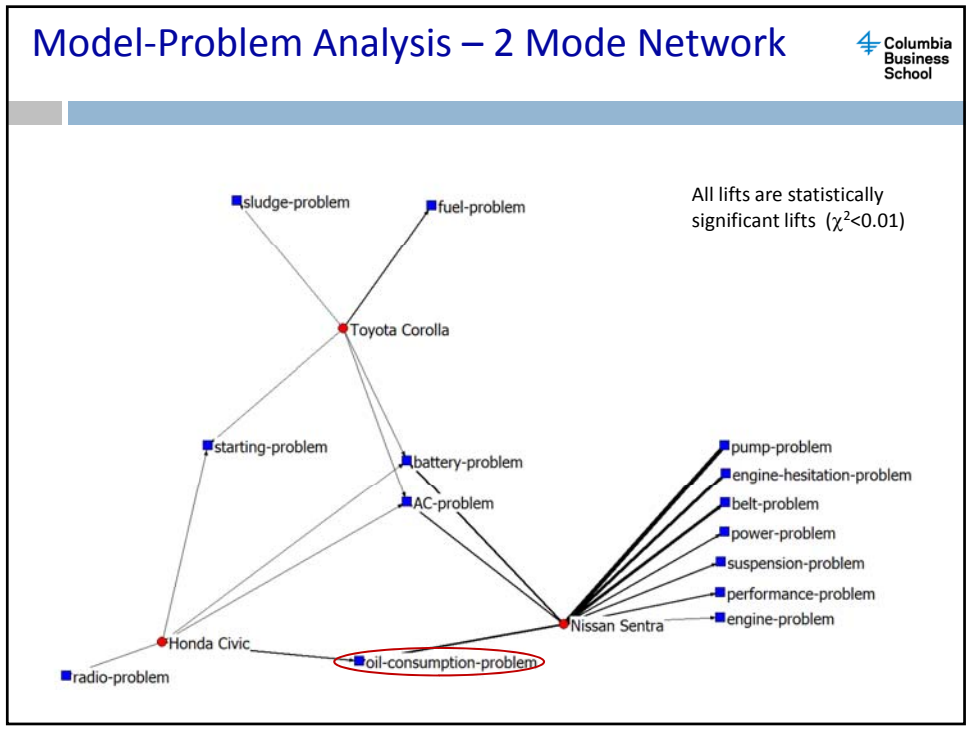 Model-Problem Analysis – 2 Mode Network
Columbia
Business
School
All lifts are statistically
significant lifts (χ²<0.01)
sludge-problem
fuel-problem
Toyota Corolla
starting-problem
battery-problem
AC-problem
pump-problem
engine-hesitation-problem
belt-problem
power-problem
suspension-problem
performance-problem
engine-problem
Nissan Sentra
Honda Civic
oil-consumption-problem
radio-problem